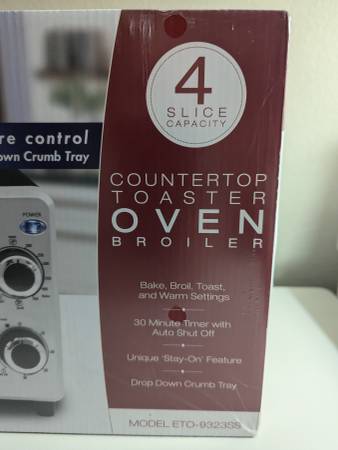 4
SLICE
CAPACITY
re control
own Crumb Tray
COUNTERTOP
TOASTER
OVEN
BROILER
POWER
Bake, Broil, Toast,
and Warm Settings
30 Minute Timer with
Auto Shut Off
Unique 'Stay-On' Feature
Drop Down Crumb Tray
MODEL ETO-9323SS